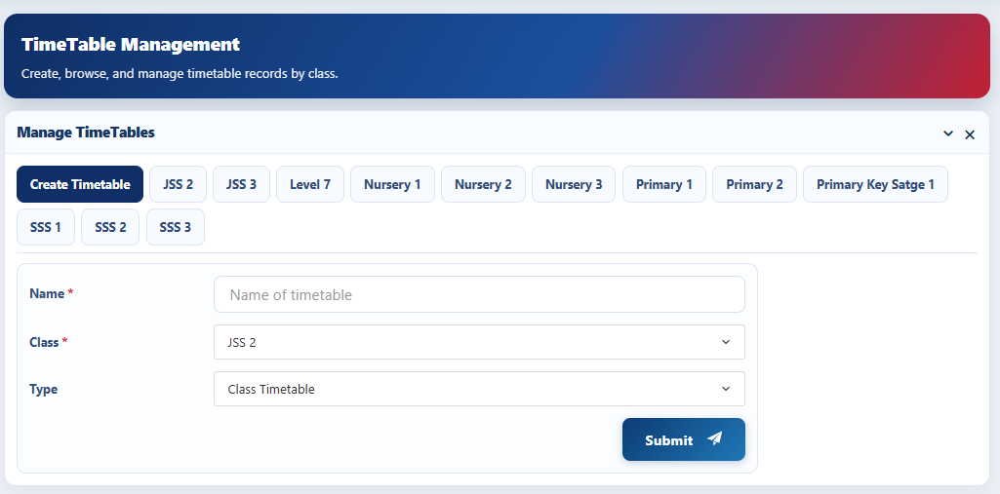 TimeTable Management
Create, browse, and manage timetable records by class.
Manage TimeTables
Create Timetable JSS 2 JSS 3 Level 7 Nursery 1 Nursery 2 Nursery 3 Primary 1 Primary 2 Primary Key Satge 1
SSS 1 SSS 2 SSS 3
Name * Name of timetable
Class * JSS 2
Type Class Timetable
Submit